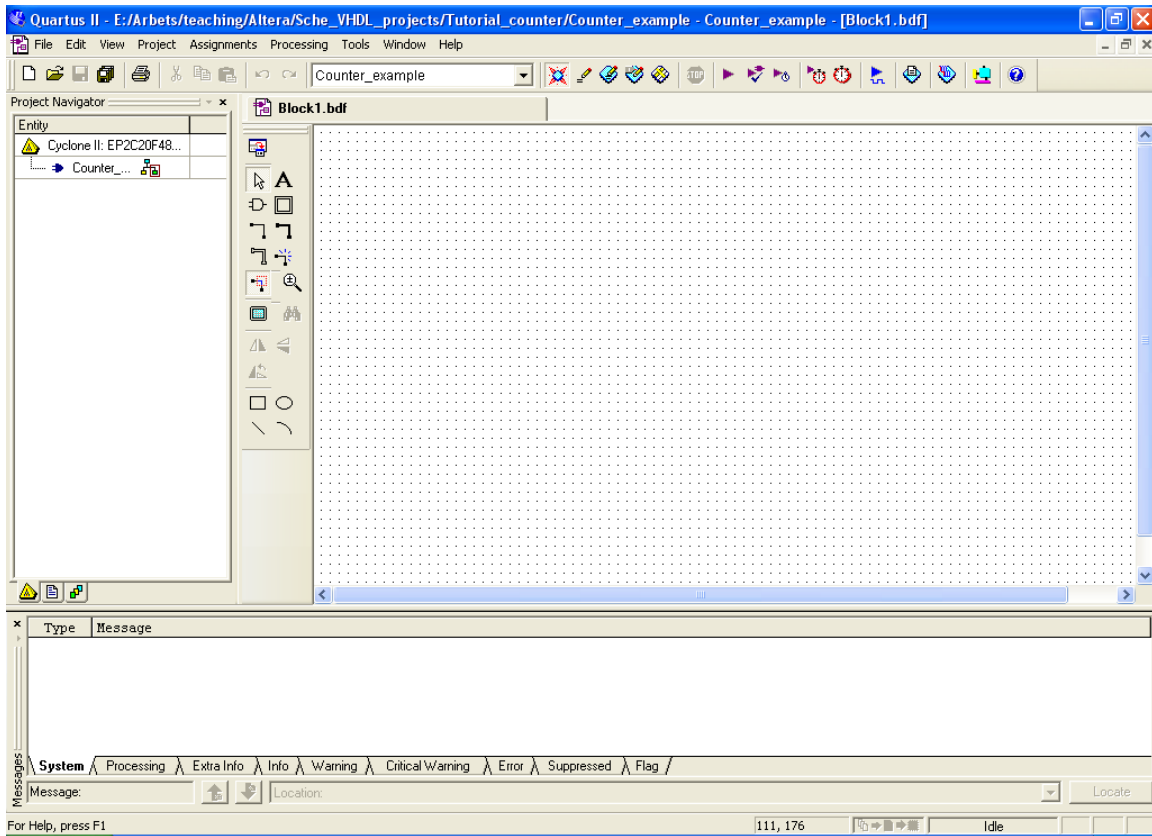 Quartus II - E:/Arbets/teaching/Altera/Sche_VHDL_projects/Tutorial_counter/Counter_example - Counter_example - [Block1.bdf]
File Edit View Project Assignments Processing Tools Window Help
Counter_example
Project Navigator
Block1.bdf
Entity
Cyclone II: EP2C20F48...
Counter_...
A
Type Message
System Processing Extra Info Info Warning Critical Warning Error Suppressed Flag
Messages
Message:
Location:
Locate
For Help, press F1
111, 176
Idle